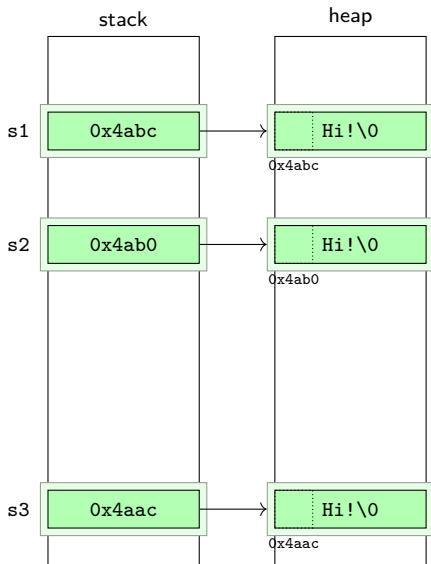 stack heap
s1 0x4abc Hi!\0
0x4abc
s2 0x4ab0 Hi!\0
0x4ab0
s3 0x4aac Hi!\0
0x4aac